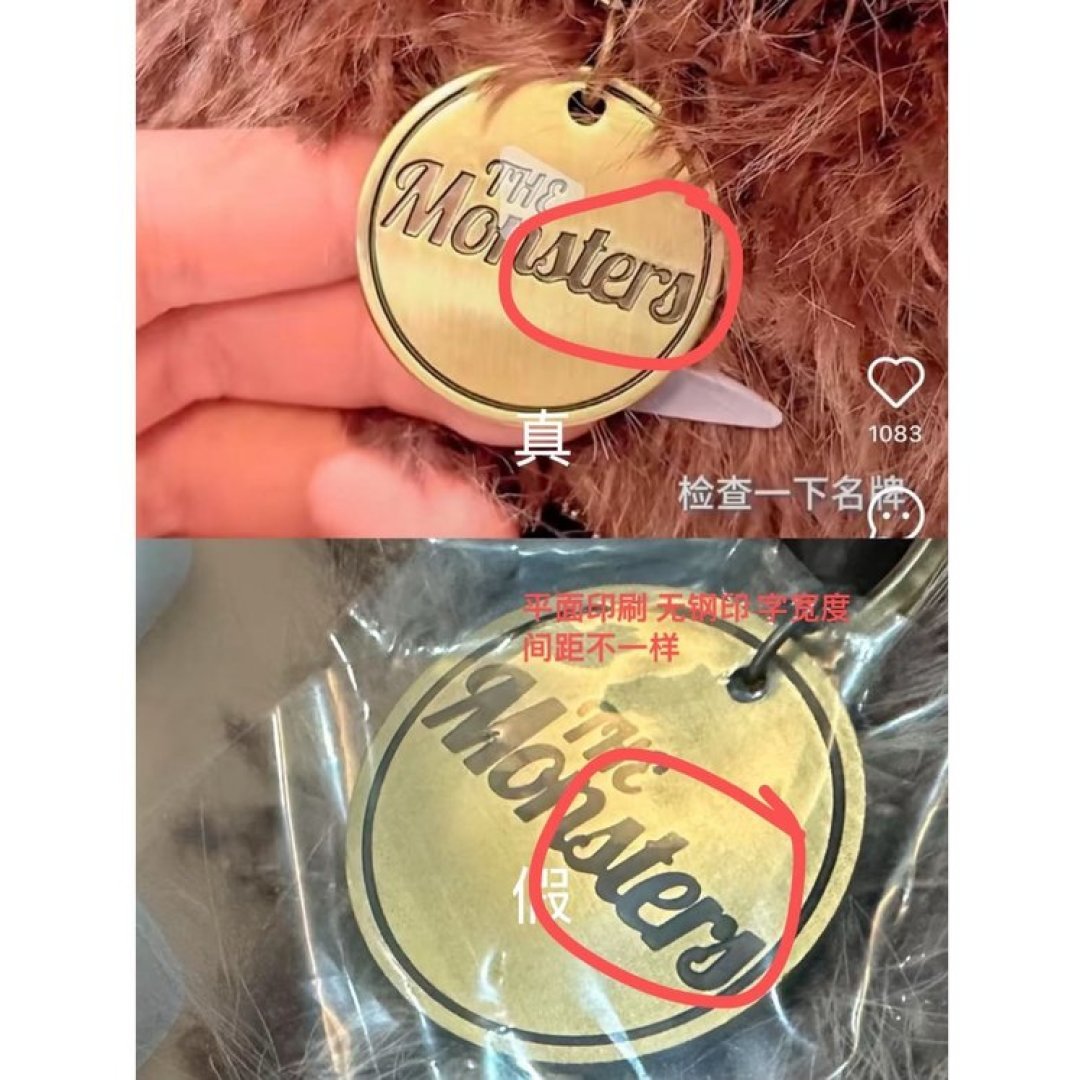 THE
Monsters
真
1083
检查一下名牌
平面印刷 无钢印 字宽度
间距不一样
THE
Monsters
假